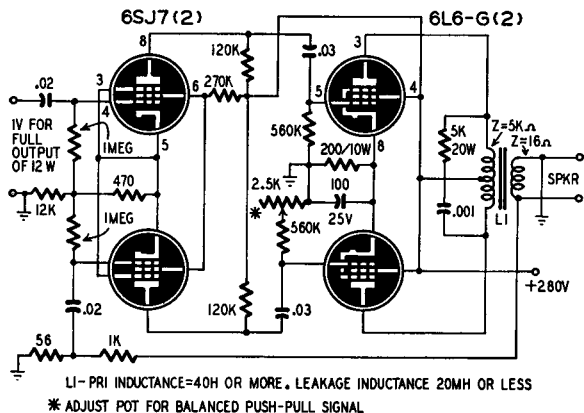 6SJ7(2)
6L6-G(2)
8
120K
.03
3
.02
3
4
6
270K
5
4
1V FOR
FULL
OUTPUT
OF 12 W
1MEG
5
560K
200/10W
8
5K
20W
Z=5KΩ
Z=16Ω
SPKR
470
12K
1MEG
2.5K
*
100
25V
560K
.001
L1
.02
120K
.03
+280V
56
1K
L1-PRI INDUCTANCE=40H OR MORE. LEAKAGE INDUCTANCE 20MH OR LESS
* ADJUST POT FOR BALANCED PUSH-PULL SIGNAL